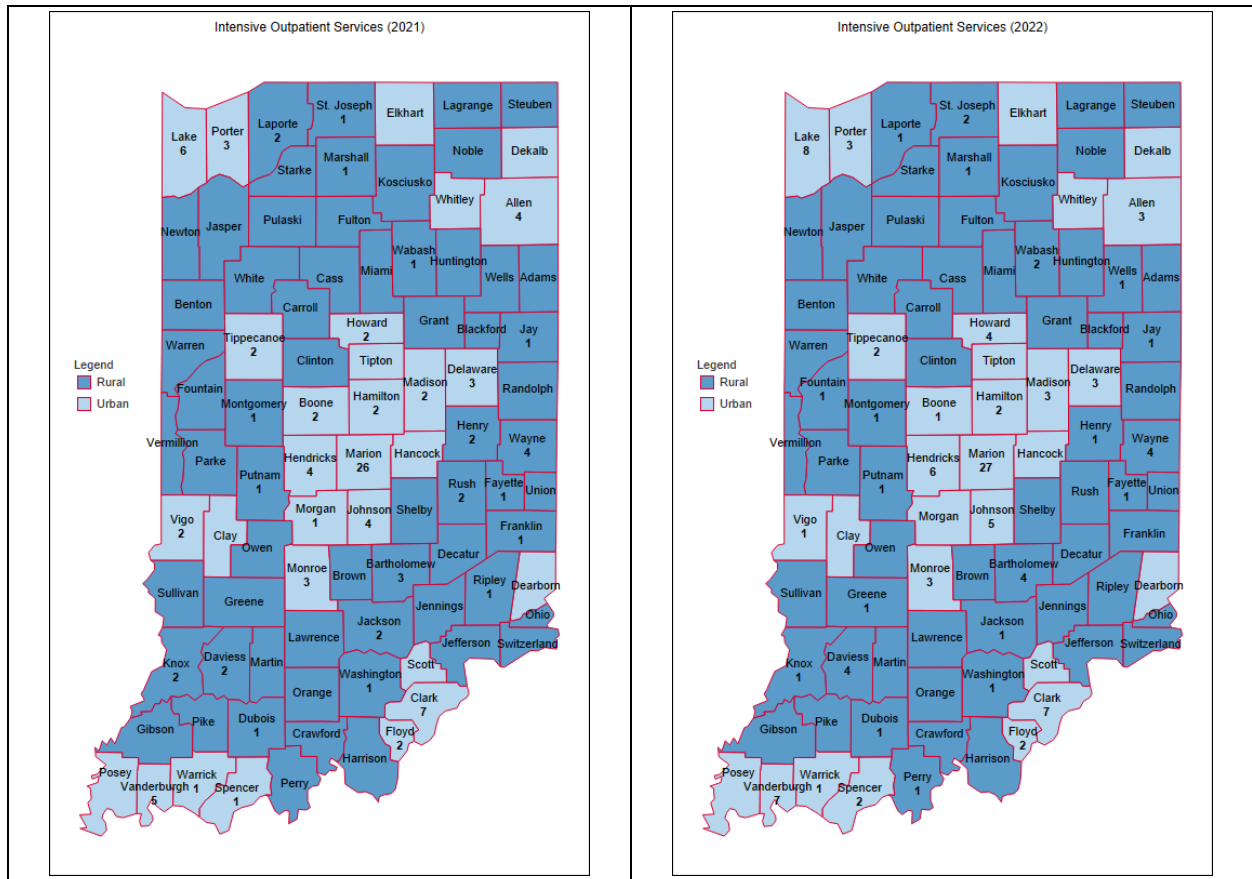 Intensive Outpatient Services (2021)
St. Joseph
1
Elkhart
Lagrange
Steuben
Laporte
2
Porter
3
Lake
6
Noble
Dekalb
Marshall
1
Starke
Kosciusko
Whitley
Allen
4
Pulaski
Fulton
Jasper
Newton
Wabash
1
Huntington
Miami
Cass
White
Wells
Adams
Benton
Carroll
Grant
Blackford
Jay
1
Howard
2
Tippecanoe
2
Warren
Clinton
Tipton
Legend
Rural
Urban
Delaware
3
Madison
2
Randolph
Fountain
Montgomery
1
Boone
2
Hamilton
2
Henry
2
Wayne
4
Vermillion
Parke
Hendricks
4
Marion
26
Hancock
Putnam
1
Rush
2
Fayette
1
Union
Morgan
1
Johnson
4
Shelby
Vigo
2
Clay
Franklin
1
Owen
Decatur
Monroe
3
Brown
Bartholomew
3
Ripley
1
Dearborn
Sullivan
Greene
Jennings
Ohio
Jackson
2
Lawrence
Jefferson
Switzerland
Knox
2
Daviess
2
Martin
Scott
Washington
1
Orange
Clark
7
Gibson
Pike
Dubois
1
Crawford
Floyd
2
Harrison
Posey
Vanderburgh
5
Warrick
1
Spencer
1
Perry
Intensive Outpatient Services (2022)
St. Joseph
2
Elkhart
Lagrange
Steuben
Laporte
1
Porter
3
Lake
8
Noble
Dekalb
Marshall
1
Starke
Kosciusko
Whitley
Allen
3
Pulaski
Fulton
Jasper
Newton
Wabash
2
Huntington
Miami
Cass
White
Wells
1
Adams
Benton
Carroll
Grant
Blackford
Jay
1
Howard
4
Tippecanoe
2
Warren
Clinton
Tipton
Legend
Rural
Urban
Delaware
3
Madison
3
Randolph
Fountain
1
Montgomery
1
Boone
1
Hamilton
2
Henry
1
Wayne
4
Vermillion
Parke
Hendricks
6
Marion
27
Hancock
Putnam
1
Rush
Fayette
1
Union
Morgan
Johnson
5
Shelby
Vigo
1
Clay
Franklin
Owen
Decatur
Monroe
3
Brown
Bartholomew
4
Ripley
Dearborn
Sullivan
Greene
1
Jennings
Ohio
Jackson
1
Lawrence
Jefferson
Switzerland
Knox
1
Daviess
4
Martin
Scott
Washington
1
Orange
Clark
7
Gibson
Pike
Dubois
1
Crawford
Floyd
2
Harrison
Posey
Vanderburgh
7
Warrick
1
Spencer
2
Perry
1